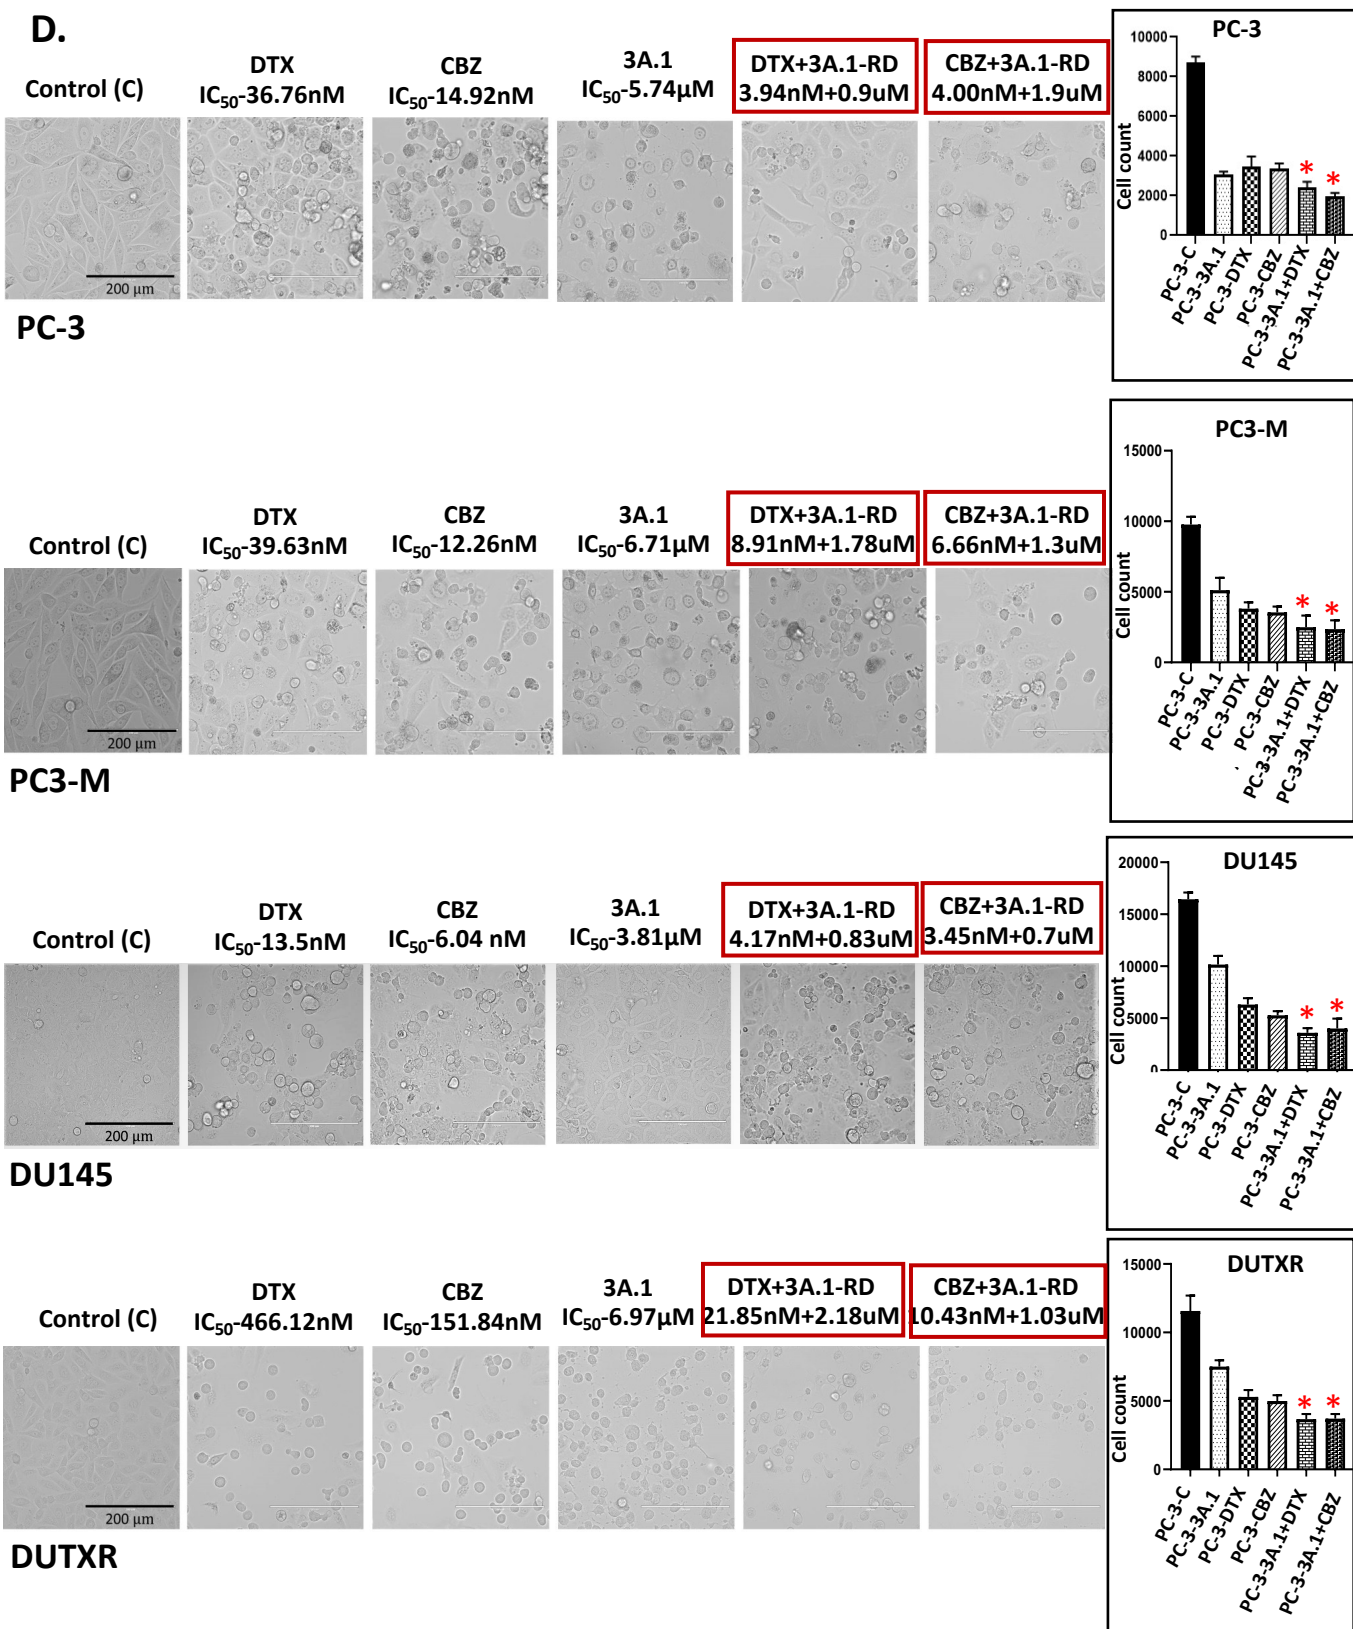 D.
Control (C)
DTX
IC50-36.76nM
CBZ
IC50-14.92nM
3A.1
IC50-5.74µM
DTX+3A.1-RD
3.94nM+0.9uM
CBZ+3A.1-RD
4.00nM+1.9uM
200 µm
PC-3
PC-3
Cell count
10000
8000
6000
4000
2000
0
* *
PC-3-C
PC-3-3A.1
PC-3-DTX
PC-3-CBZ
PC-3-3A.1+DTX
PC-3-3A.1+CBZ
Control (C)
DTX
IC50-39.63nM
CBZ
IC50-12.26nM
3A.1
IC50-6.71µM
DTX+3A.1-RD
8.91nM+1.78uM
CBZ+3A.1-RD
6.66nM+1.3uM
200 µm
PC3-M
PC3-M
Cell count
15000
10000
5000
0
* *
PC-3-C
PC-3-3A.1
PC-3-DTX
PC-3-CBZ
PC-3-3A.1+DTX
PC-3-3A.1+CBZ
Control (C)
DTX
IC50-13.5nM
CBZ
IC50-6.04 nM
3A.1
IC50-3.81µM
DTX+3A.1-RD
4.17nM+0.83uM
CBZ+3A.1-RD
3.45nM+0.7uM
200 µm
DU145
DU145
Cell count
20000
15000
10000
5000
0
* *
PC-3-C
PC-3-3A.1
PC-3-DTX
PC-3-CBZ
PC-3-3A.1+DTX
PC-3-3A.1+CBZ
Control (C)
DTX
IC50-466.12nM
CBZ
IC50-151.84nM
3A.1
IC50-6.97µM
DTX+3A.1-RD
21.85nM+2.18uM
CBZ+3A.1-RD
10.43nM+1.03uM
200 µm
DUTXR
DUTXR
Cell count
15000
10000
5000
0
* *
PC-3-C
PC-3-3A.1
PC-3-DTX
PC-3-CBZ
PC-3-3A.1+DTX
PC-3-3A.1+CBZ